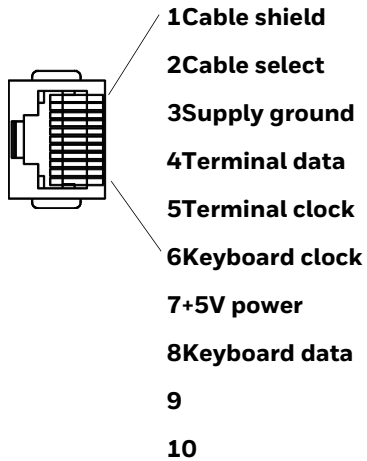 1Cable shield
2Cable select
3Supply ground
4Terminal data
5Terminal clock
6Keyboard clock
7+5V power
8Keyboard data
9
10